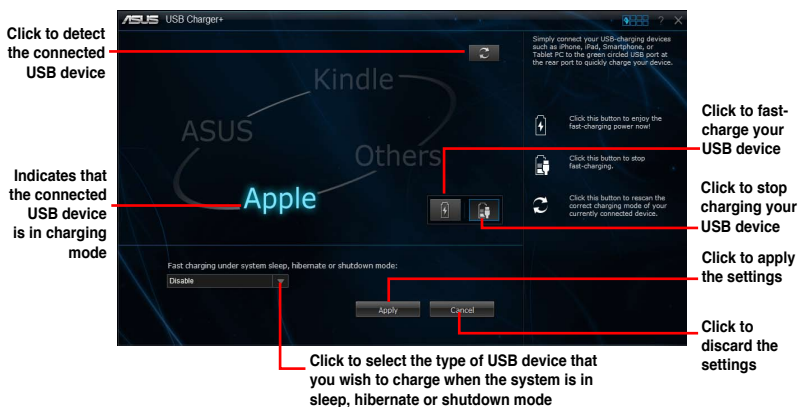 ASUS USB Charger+
?
Click to detect
the connected
USB device
Simply connect your USB-charging devices
such as iPhone, iPad, Smartphone, or
Tablet PC to the green circled USB port at
the rear port to quickly charge your device.
Kindle
ASUS
Others
Apple
Click this button to enjoy the
fast-charging power now!
Click this button to stop
fast-charging.
Click this button to rescan the
correct charging mode of your
currently connected device.
Click to fast-
charge your
USB device
Indicates that
the connected
USB device
is in charging
mode
Click to stop
charging your
USB device
Fast charging under system sleep, hibernate or shutdown mode:
Disable
Apply
Cancel
Click to apply
the settings
Click to
discard the
settings
Click to select the type of USB device that
you wish to charge when the system is in
sleep, hibernate or shutdown mode